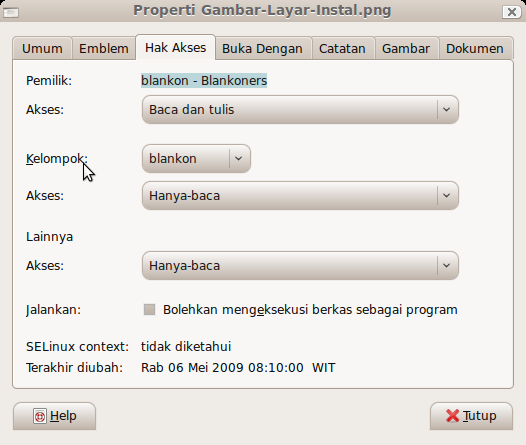 Properti Gambar-Layar-Instal.png
Umum Emblem Hak Akses Buka Dengan Catatan Gambar Dokumen
Pemilik: blankon - Blankoners
Akses: Baca dan tulis
Kelompok: blankon
Akses: Hanya-baca
Lainnya
Akses: Hanya-baca
Jalankan: Bolehkan mengeksekusi berkas sebagai program
SELinux context: tidak diketahui
Terakhir diubah: Rab 06 Mei 2009 08:10:00 WIT
Help Tutup